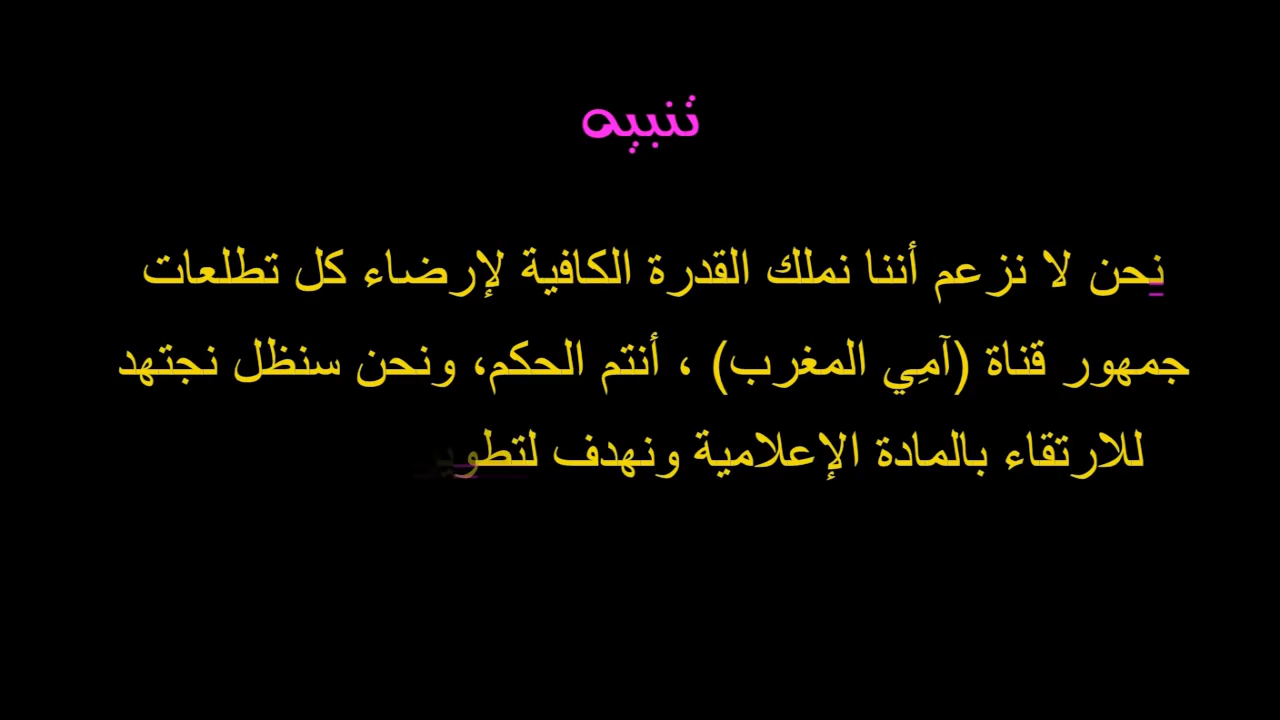 تنبيه
نحن لا نزعم أننا نملك القدرة الكافية لإرضاء كل تطلعات
جمهور قناة (آمِي المغرب) ، أنتم الحكم، ونحن سنظل نجتهد
للارتقاء بالمادة الإعلامية ونهدف